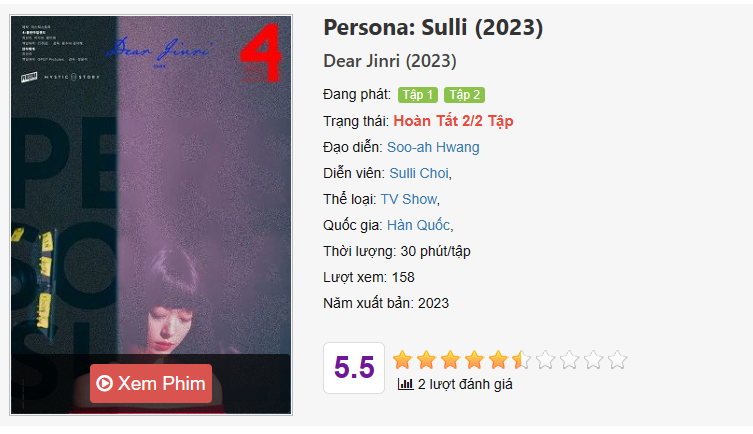 Dear Jinri
4
MYSTIC STORY
PE
SO
Xem Phim
Persona: Sulli (2023)
Dear Jinri (2023)
Đang phát: Tập 1 Tập 2
Trạng thái: Hoàn Tất 2/2 Tập
Đạo diễn: Soo-ah Hwang
Diễn viên: Sulli Choi,
Thể loại: TV Show,
Quốc gia: Hàn Quốc,
Thời lượng: 30 phút/tập
Lượt xem: 158
Năm xuất bản: 2023
5.5
2 lượt đánh giá